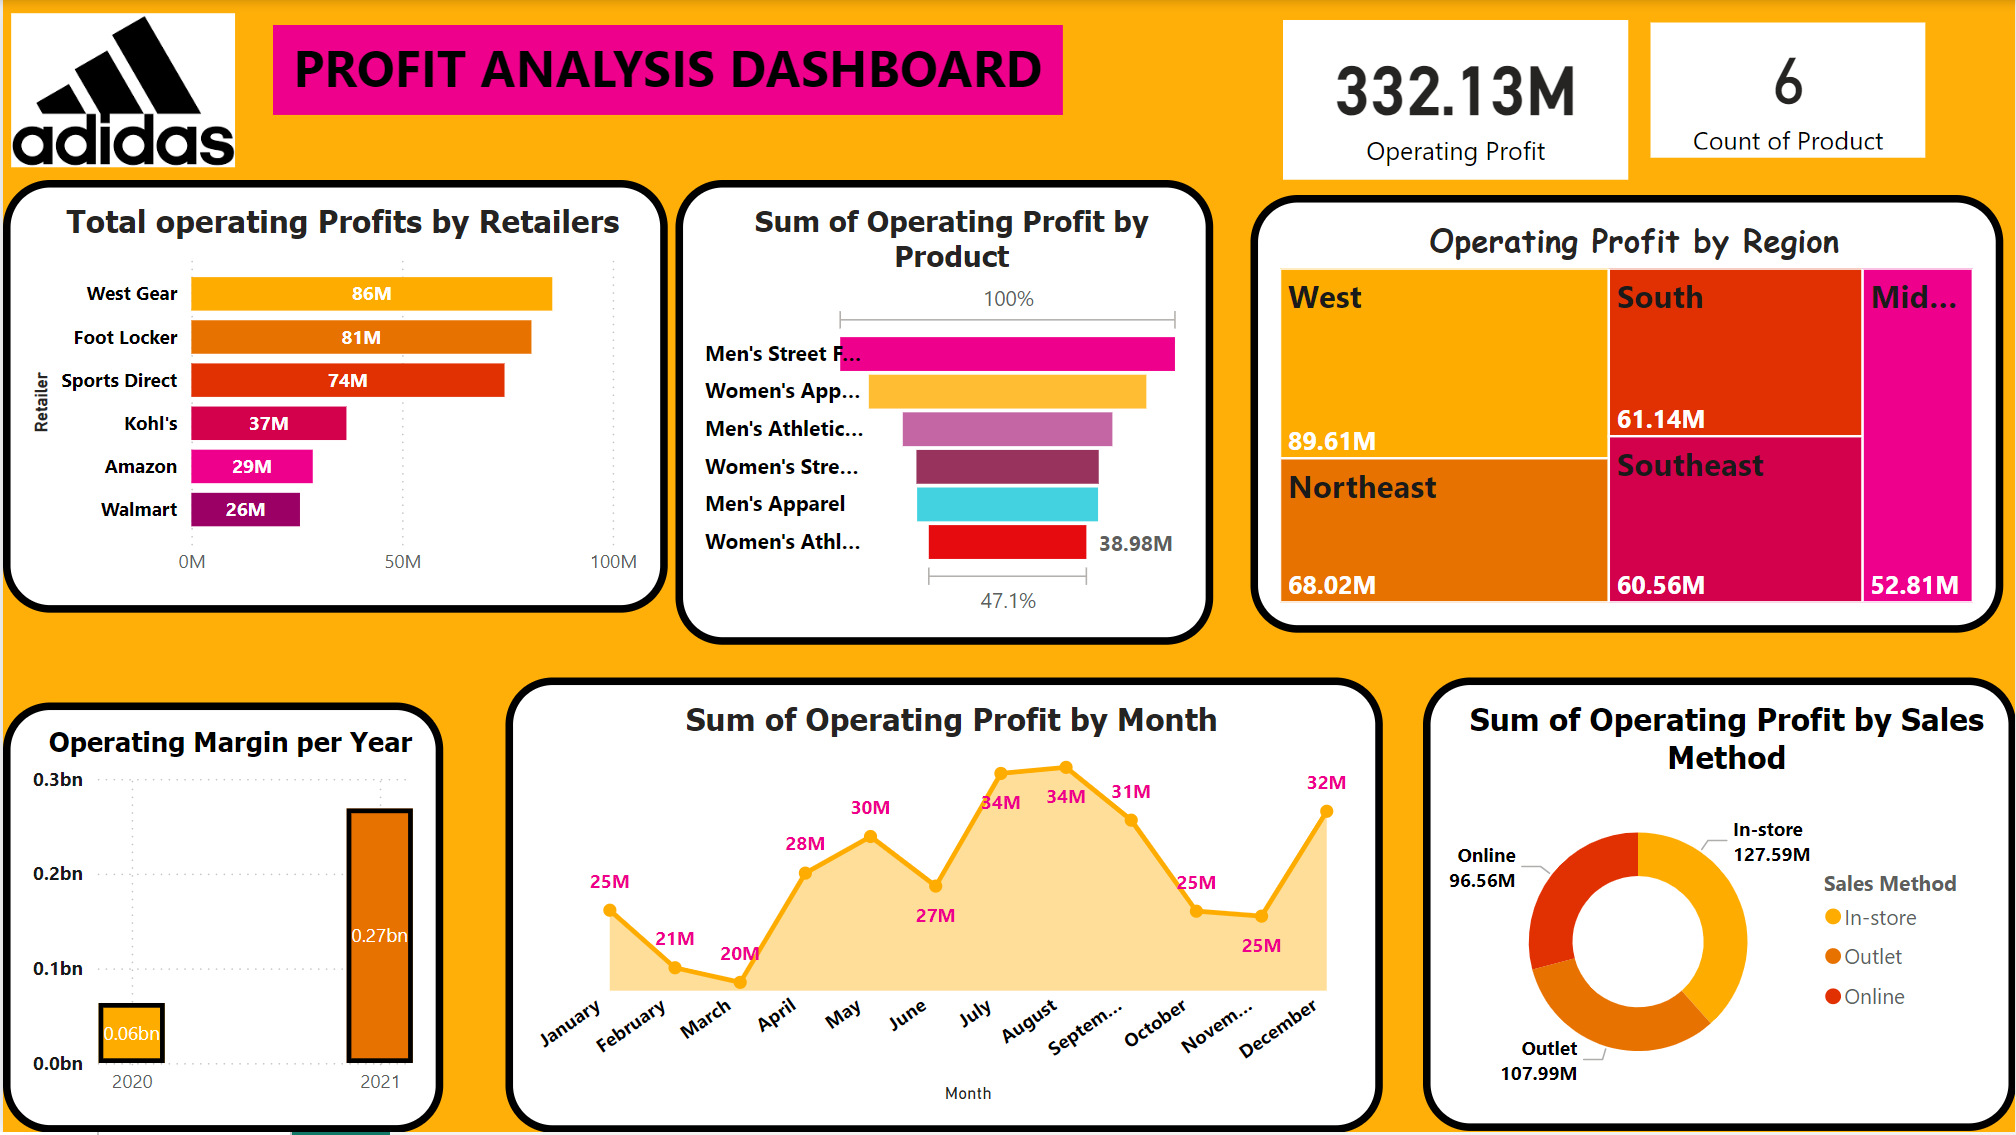 adidas
PROFIT ANALYSIS DASHBOARD
332.13M
Operating Profit
6
Count of Product
Total operating Profits by Retailers
Retailer
West Gear 86M
Foot Locker 81M
Sports Direct 74M
Kohl's 37M
Amazon 29M
Walmart 26M
0M 50M 100M
Sum of Operating Profit by
Product
100%
Men's Street F...
Women's App...
Men's Athletic...
Women's Stre...
Men's Apparel
Women's Athl... 38.98M
47.1%
Operating Profit by Region
West
89.61M
Northeast
68.02M
South
61.14M
Southeast
60.56M
Mid...
52.81M
Operating Margin per Year
0.3bn
0.2bn
0.1bn
0.0bn
0.06bn
0.27bn
2020 2021
Sum of Operating Profit by Month
25M
21M
20M
28M
30M
27M
34M
34M
31M
25M
25M
32M
January
February
March
April
May
June
July
August
Septem...
October
Novem...
December
Month
Sum of Operating Profit by Sales
Method
In-store
127.59M
Online
96.56M
Outlet
107.99M
Sales Method
In-store
Outlet
Online